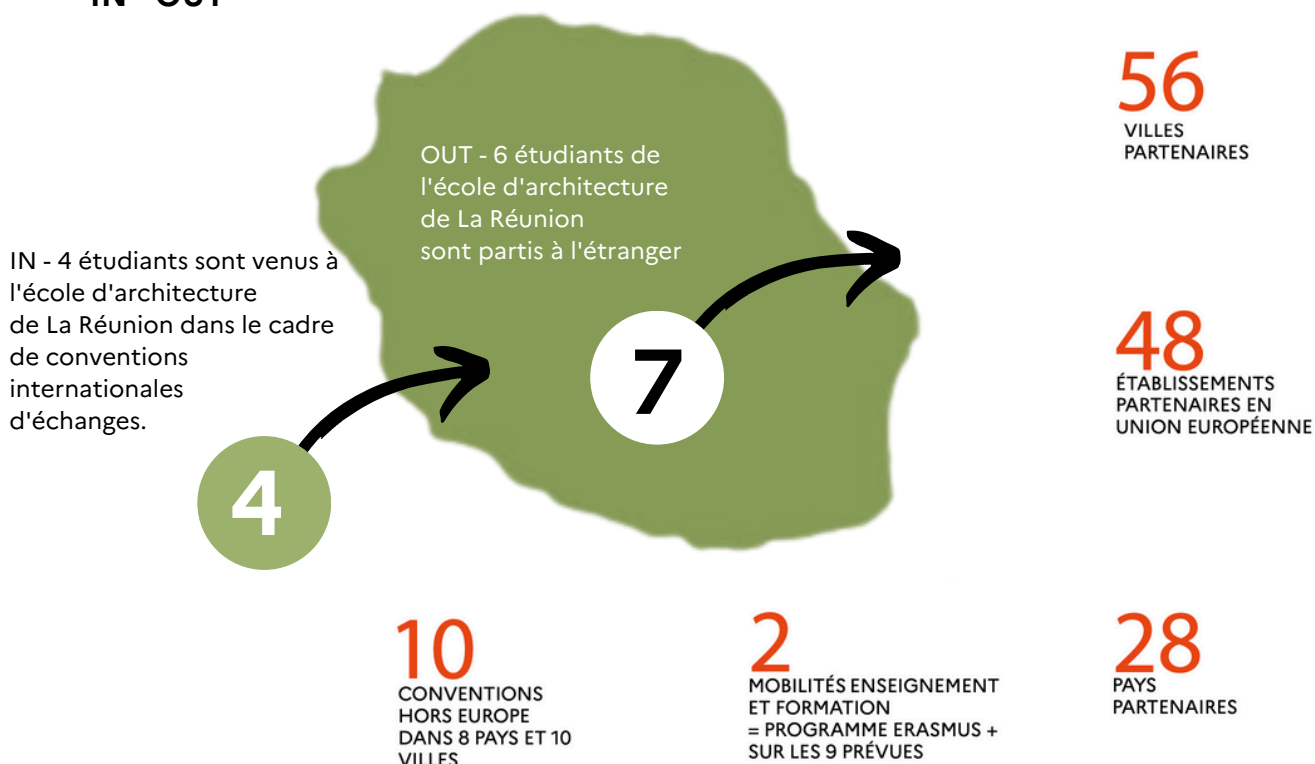 IN - OUT
OUT - 6 étudiants de
l'école d'architecture
de La Réunion
sont partis à l'étranger
IN - 4 étudiants sont venus à
l'école d'architecture
de La Réunion dans le cadre
de conventions
internationales
d'échanges.
7
4
56
VILLES
PARTENAIRES
48
ÉTABLISSEMENTS
PARTENAIRES EN
UNION EUROPÉENNE
10
CONVENTIONS
HORS EUROPE
DANS 8 PAYS ET 10
VILLES
2
MOBILITÉS ENSEIGNEMENT
ET FORMATION
= PROGRAMME ERASMUS +
SUR LES 9 PRÉVUES
28
PAYS
PARTENAIRES